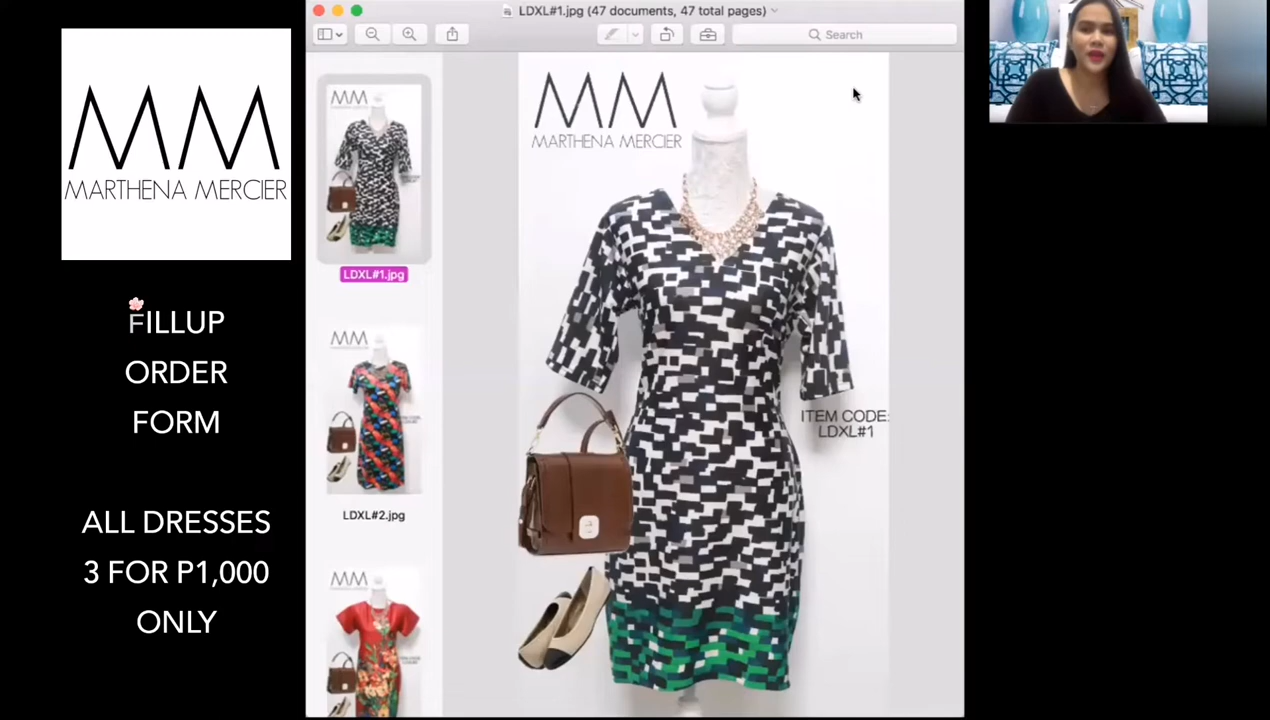 LDXL#1.jpg (47 documents, 47 total pages)
Search
MM
MARTHENA MERCIER
FILLUP
ORDER
FORM
ALL DRESSES
3 FOR P1,000
ONLY
MM
LDXL#1.jpg
MM
LDXL#2.jpg
MM
MM
MARTHENA MERCIER
ITEM CODE:
LDXL#1